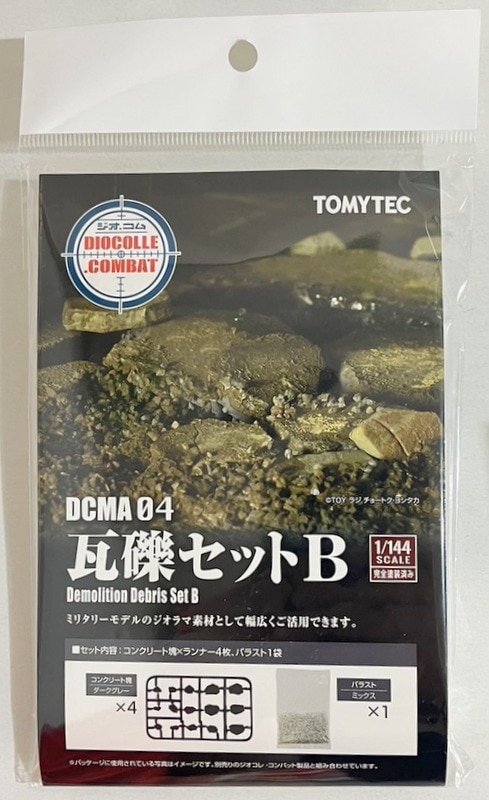 TOMYTEC
ジオ.コム
DIOCOLLE
.COMBAT
©TOY ラジ,チョートク・ヨシタカ
DCMA 04
瓦礫セットB
1/144
SCALE
完全塗装済み
Demolition Debris Set B
ミリタリーモデルのジオラマ素材として幅広くご活用できます。
■セット内容:コンクリート塊×ランナー4枚、バラスト1袋
コンクリート塊
ダークグレー
×4
バラスト
ミックス
×1
※パッケージに使用されている写真はイメージです。別売りのジオコレ・コンバット製品と組み合わせています。